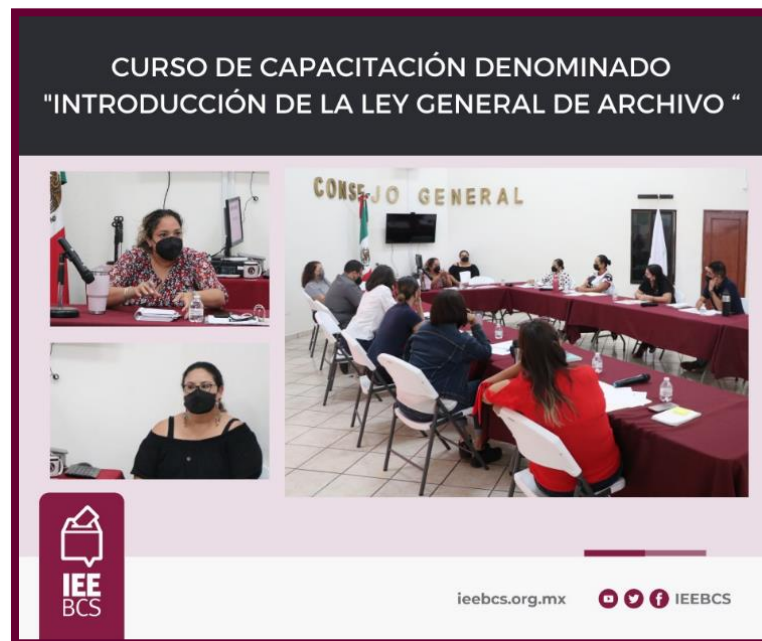 CURSO DE CAPACITACIÓN DENOMINADO
"INTRODUCCIÓN DE LA LEY GENERAL DE ARCHIVO “
CONSEJO GENERAL
IEE
BCS
ieebcs.org.mx
IEEBCS